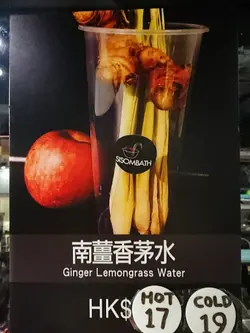 SISOMBATH
南薑香茅水
Ginger Lemongrass Water
HK$
HOT
17
COLD
19